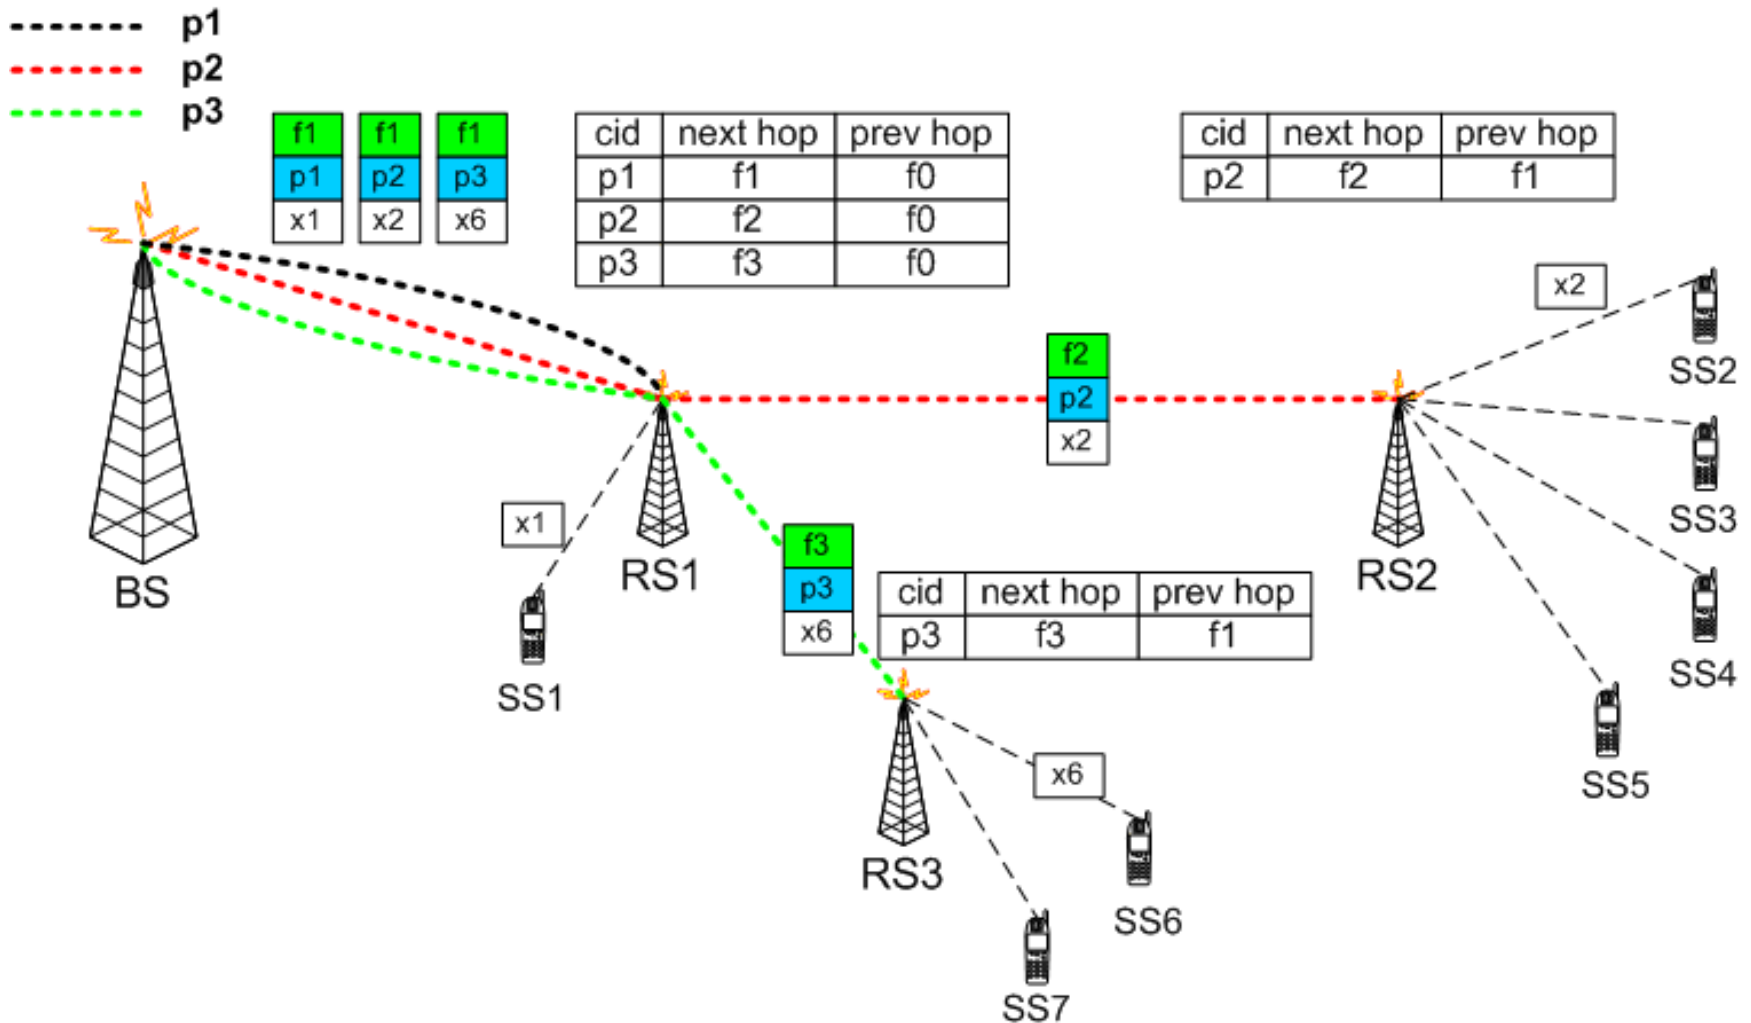 p1
p2
p3
f1 f1 f1
p1 p2 p3
x1 x2 x6
cid next hop prev hop
p1 f1 f0
p2 f2 f0
p3 f3 f0
cid next hop prev hop
p2 f2 f1
x2
SS2
f2
p2
x2
SS3
x1
BS
RS1
RS2
f3
p3
x6
cid next hop prev hop
p3 f3 f1
SS1
SS4
SS5
x6
RS3
SS6
SS7